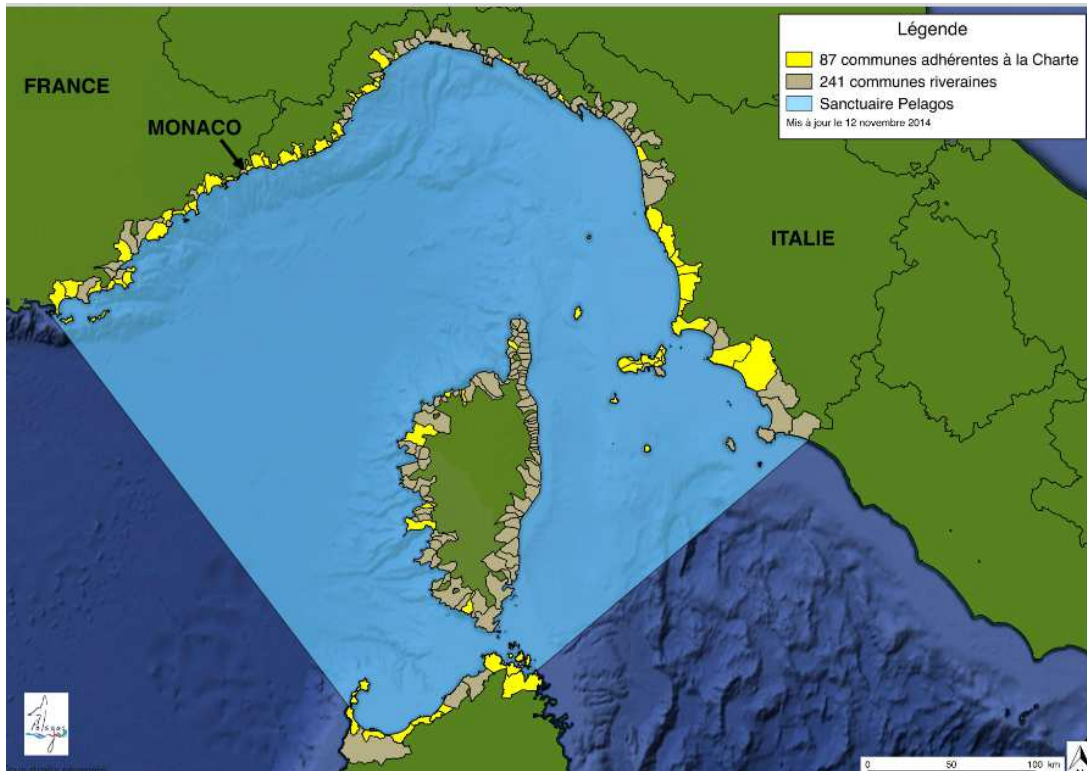 Légende
87 communes adhérentes à la Charte
241 communes riveraines
Sanctuaire Pelagos
Mis à jour le 12 novembre 2014
FRANCE
MONACO
ITALIE
Pelagos
0 50 100 km
N